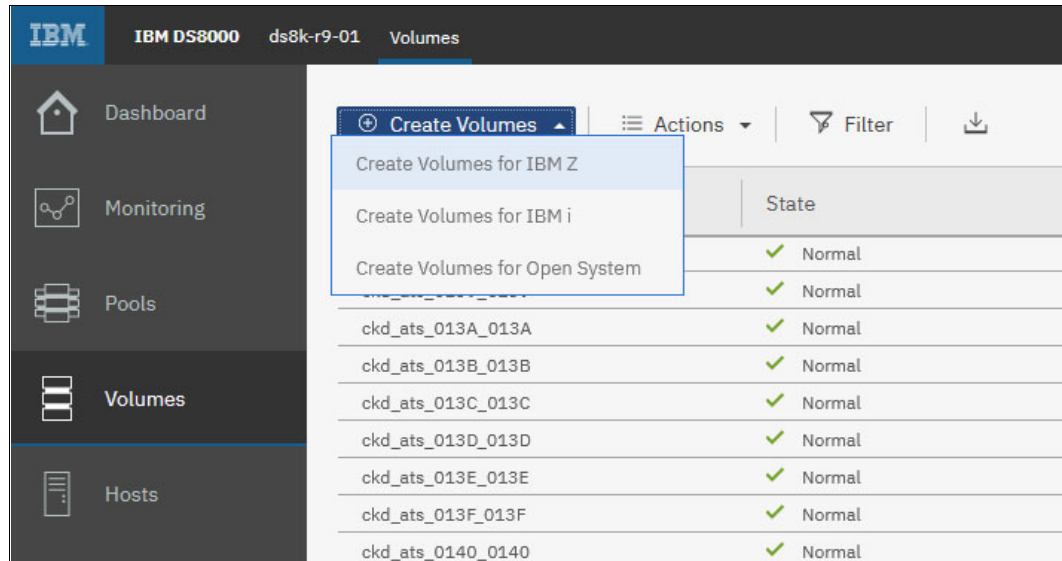 IBM IBM DS8000 ds8k-r9-01 Volumes
Dashboard
Monitoring
Pools
Volumes
Hosts
Create Volumes Actions Filter
Create Volumes for IBM Z
Create Volumes for IBM i
Create Volumes for Open System
State
Normal
Normal
ckd_ats_013A_013A Normal
ckd_ats_013B_013B Normal
ckd_ats_013C_013C Normal
ckd_ats_013D_013D Normal
ckd_ats_013E_013E Normal
ckd_ats_013F_013F Normal
ckd_ats_0140_0140 Normal